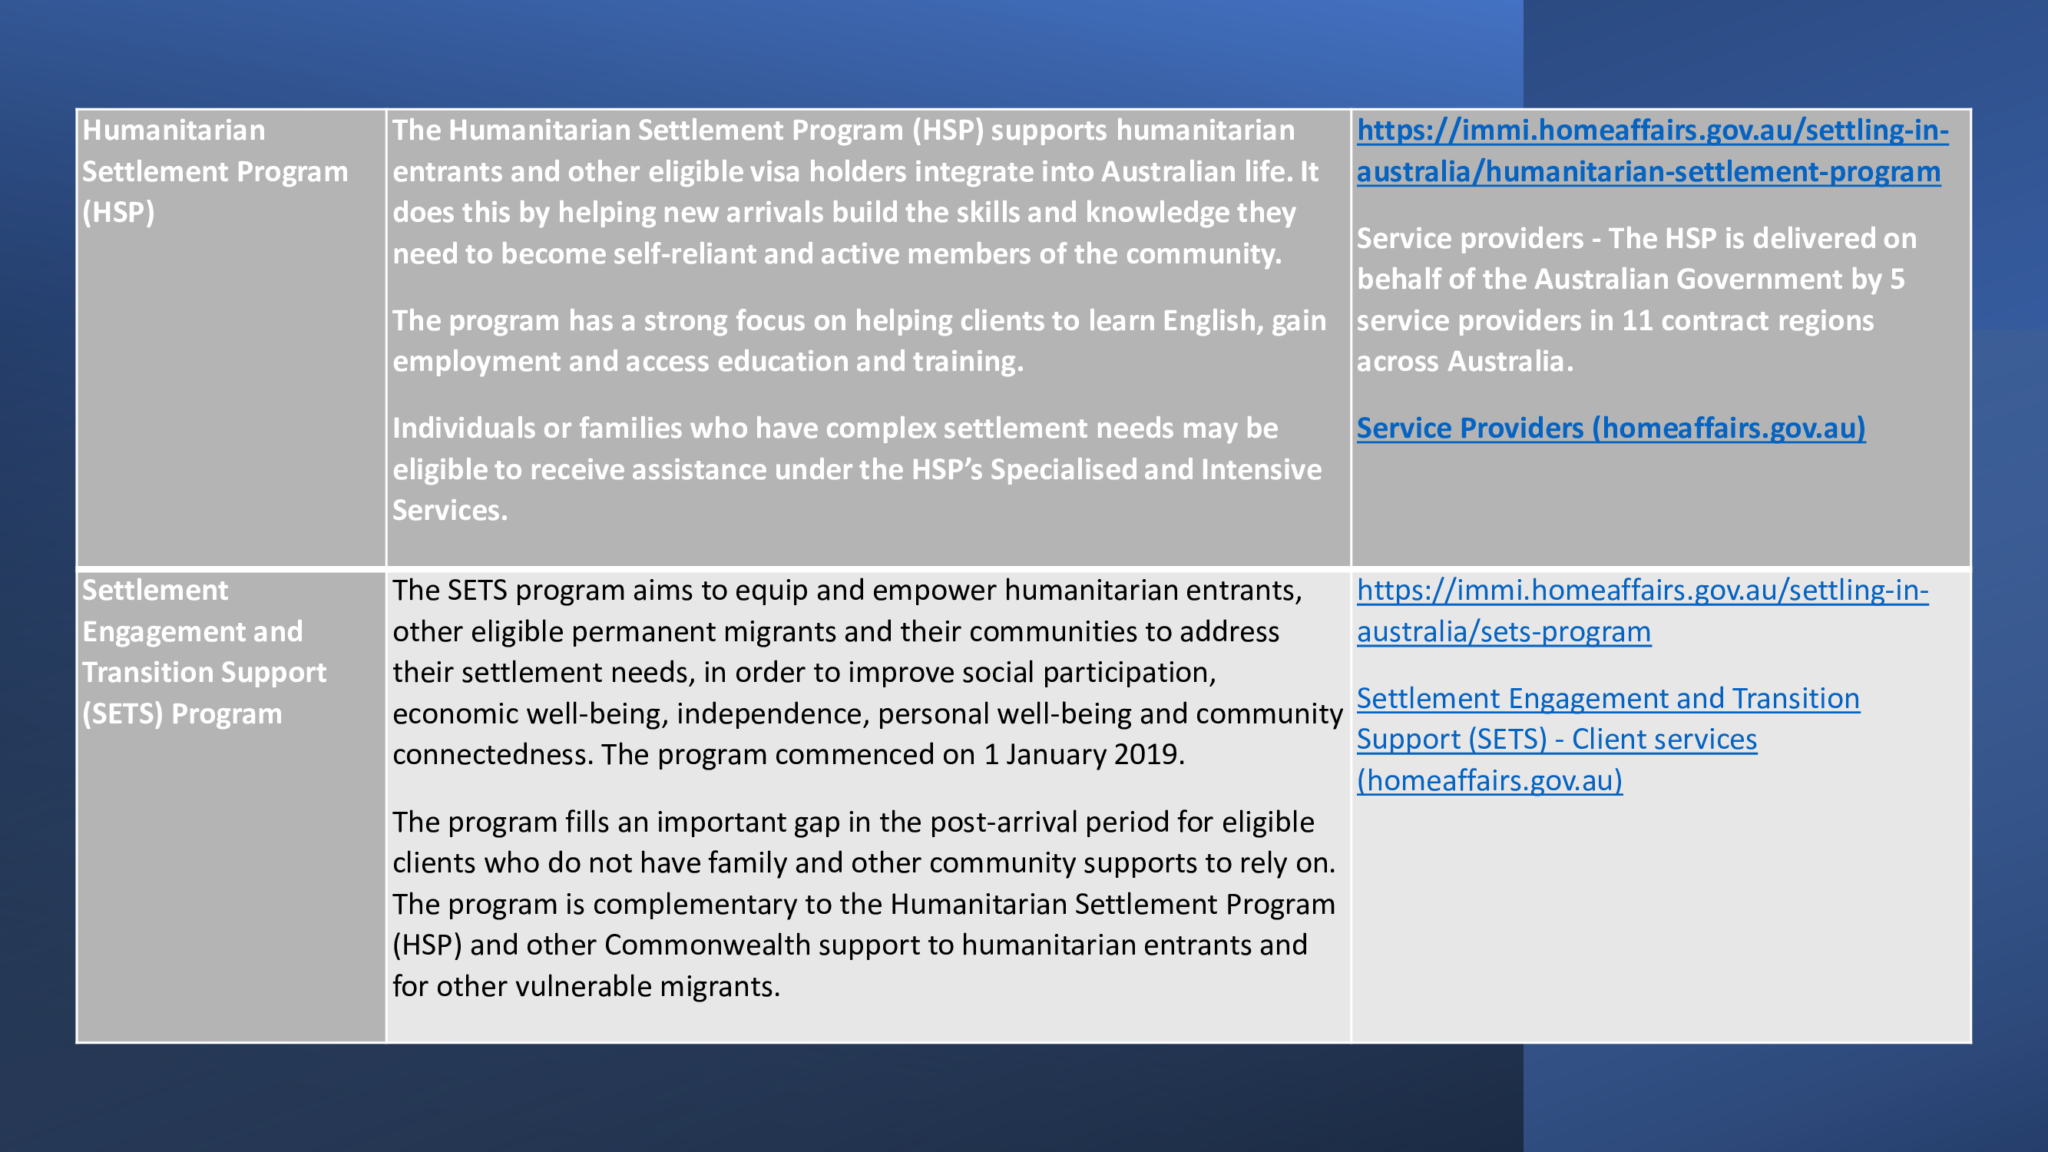 Humanitarian
Settlement Program
(HSP)
The Humanitarian Settlement Program (HSP) supports humanitarian
entrants and other eligible visa holders integrate into Australian life. It
does this by helping new arrivals build the skills and knowledge they
need to become self-reliant and active members of the community.
The program has a strong focus on helping clients to learn English, gain
employment and access education and training.
Individuals or families who have complex settlement needs may be
eligible to receive assistance under the HSP’s Specialised and Intensive
Services.
https://immi.homeaffairs.gov.au/settling-in-
australia/humanitarian-settlement-program
Service providers - The HSP is delivered on
behalf of the Australian Government by 5
service providers in 11 contract regions
across Australia.
Service Providers (homeaffairs.gov.au)
Settlement
Engagement and
Transition Support
(SETS) Program
The SETS program aims to equip and empower humanitarian entrants,
other eligible permanent migrants and their communities to address
their settlement needs, in order to improve social participation,
economic well-being, independence, personal well-being and community
connectedness. The program commenced on 1 January 2019.
The program fills an important gap in the post-arrival period for eligible
clients who do not have family and other community supports to rely on.
The program is complementary to the Humanitarian Settlement Program
(HSP) and other Commonwealth support to humanitarian entrants and
for other vulnerable migrants.
https://immi.homeaffairs.gov.au/settling-in-
australia/sets-program
Settlement Engagement and Transition
Support (SETS) - Client services
(homeaffairs.gov.au)